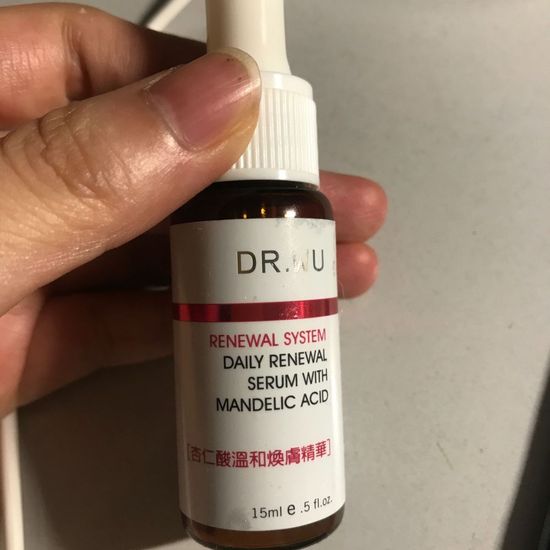 DR.WU
RENEWAL SYSTEM
DAILY RENEWAL
SERUM WITH
MANDELIC ACID
[杏仁酸溫和煥膚精華]
15ml e .5 fl.oz.